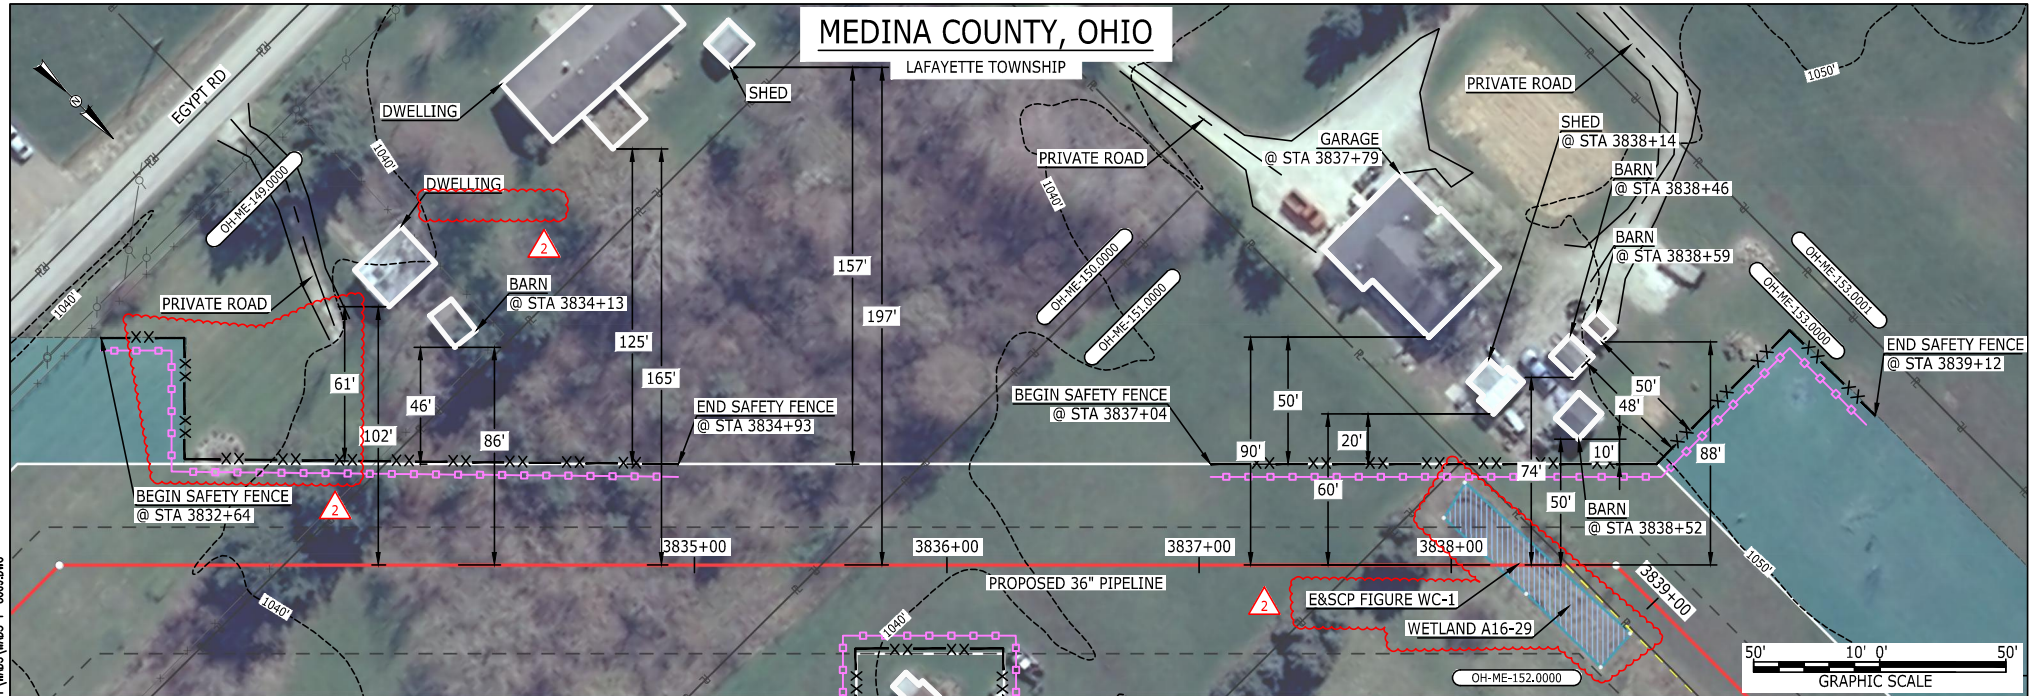 MEDINA COUNTY, OHIO
LAFAYETTE TOWNSHIP
EGYPT RD
N
OH-ME-149.0000
1040'
1040'
DWELLING
SHED
DWELLING
BARN
@ STA 3834+13
PRIVATE ROAD
2
61'
102'
46'
86'
125'
165'
157'
197'
BEGIN SAFETY FENCE
@ STA 3832+64
2
END SAFETY FENCE
@ STA 3834+93
1040'
PRIVATE ROAD
1040'
OH-ME-150.0000
OH-ME-151.0000
GARAGE
@ STA 3837+79
PRIVATE ROAD
1050'
SHED
@ STA 3838+14
BARN
@ STA 3838+46
BARN
@ STA 3838+59
OH-ME-153.0001
OH-ME-153.0000
END SAFETY FENCE
@ STA 3839+12
BEGIN SAFETY FENCE
@ STA 3837+04
50'
90'
20'
60'
74'
50'
48'
10'
88'
50'
BARN
@ STA 3838+52
3835+00
3836+00
3837+00
3838+00
3839+00
PROPOSED 36" PIPELINE
2
E&SCP FIGURE WC-1
WETLAND A16-29
1040'
1050'
OH-ME-152.0000
50' 10' 0' 50'
GRAPHIC SCALE